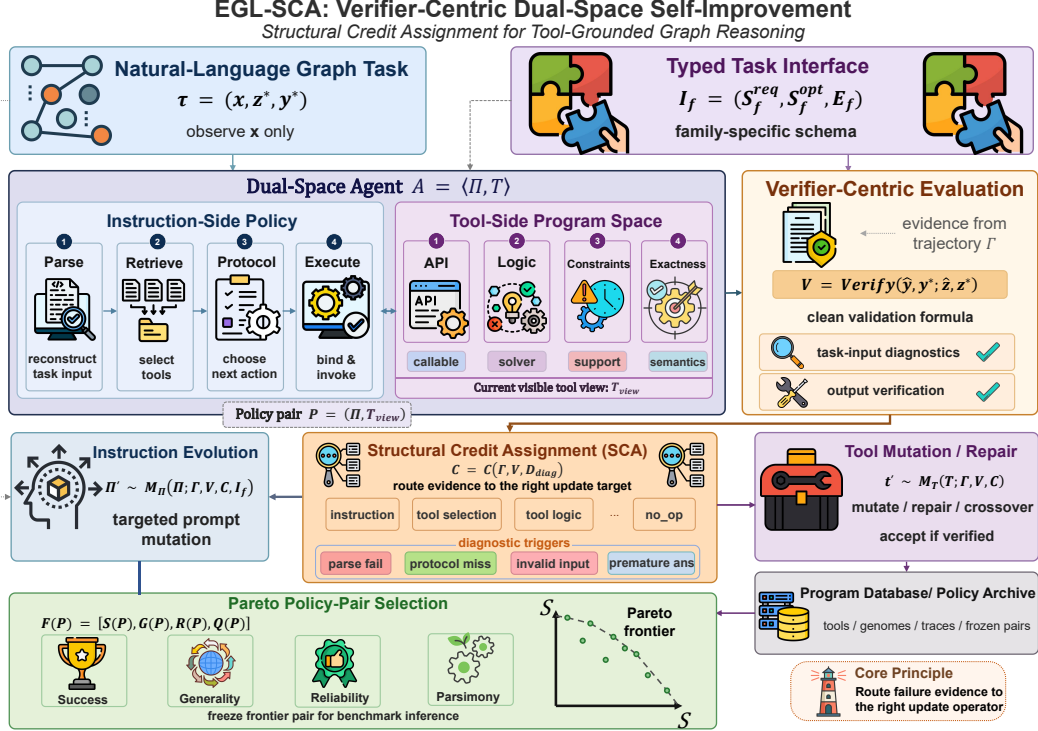 EGL-SCA: Verifier-Centric Dual-Space Self-Improvement
Structural Credit Assignment for Tool-Grounded Graph Reasoning
Natural-Language Graph Task
τ = (x, z*, y*)
observe x only
Typed Task Interface
I_f = (S_f^req, S_f^opt, E_f)
family-specific schema
Dual-Space Agent A = ⟨Π, T⟩
Instruction-Side Policy
1
Parse
reconstruct
task input
2
Retrieve
select
tools
3
Protocol
choose
next action
4
Execute
bind &
invoke
Tool-Side Program Space
1
API
API
callable
2
Logic
solver
3
Constraints
support
4
Exactness
semantics
Current visible tool view: T_view
Policy pair P = (Π, T_view)
Verifier-Centric Evaluation
evidence from
trajectory Γ
V = Verify(ŷ, y*; ẑ, z*)
clean validation formula
task-input diagnostics
output verification
Instruction Evolution
Π′ ~ M_Π(Π; Γ, V, C, I_f)
targeted prompt
mutation
Structural Credit Assignment (SCA)
C = C(Γ, V, D_diag)
route evidence to the right update target
instruction
tool selection
tool logic
...
no_op
diagnostic triggers
parse fail
protocol miss
invalid input
premature ans
Tool Mutation / Repair
t′ ~ M_T(T; Γ, V, C)
mutate / repair / crossover
accept if verified
Program Database/ Policy Archive
tools / genomes / traces / frozen pairs
Pareto Policy-Pair Selection
F(P) = [S(P), G(P), R(P), Q(P)]
Success
Generality
Reliability
Parsimony
freeze frontier pair for benchmark inference
S
Pareto
frontier
S
Core Principle
Route failure evidence to
the right update operator